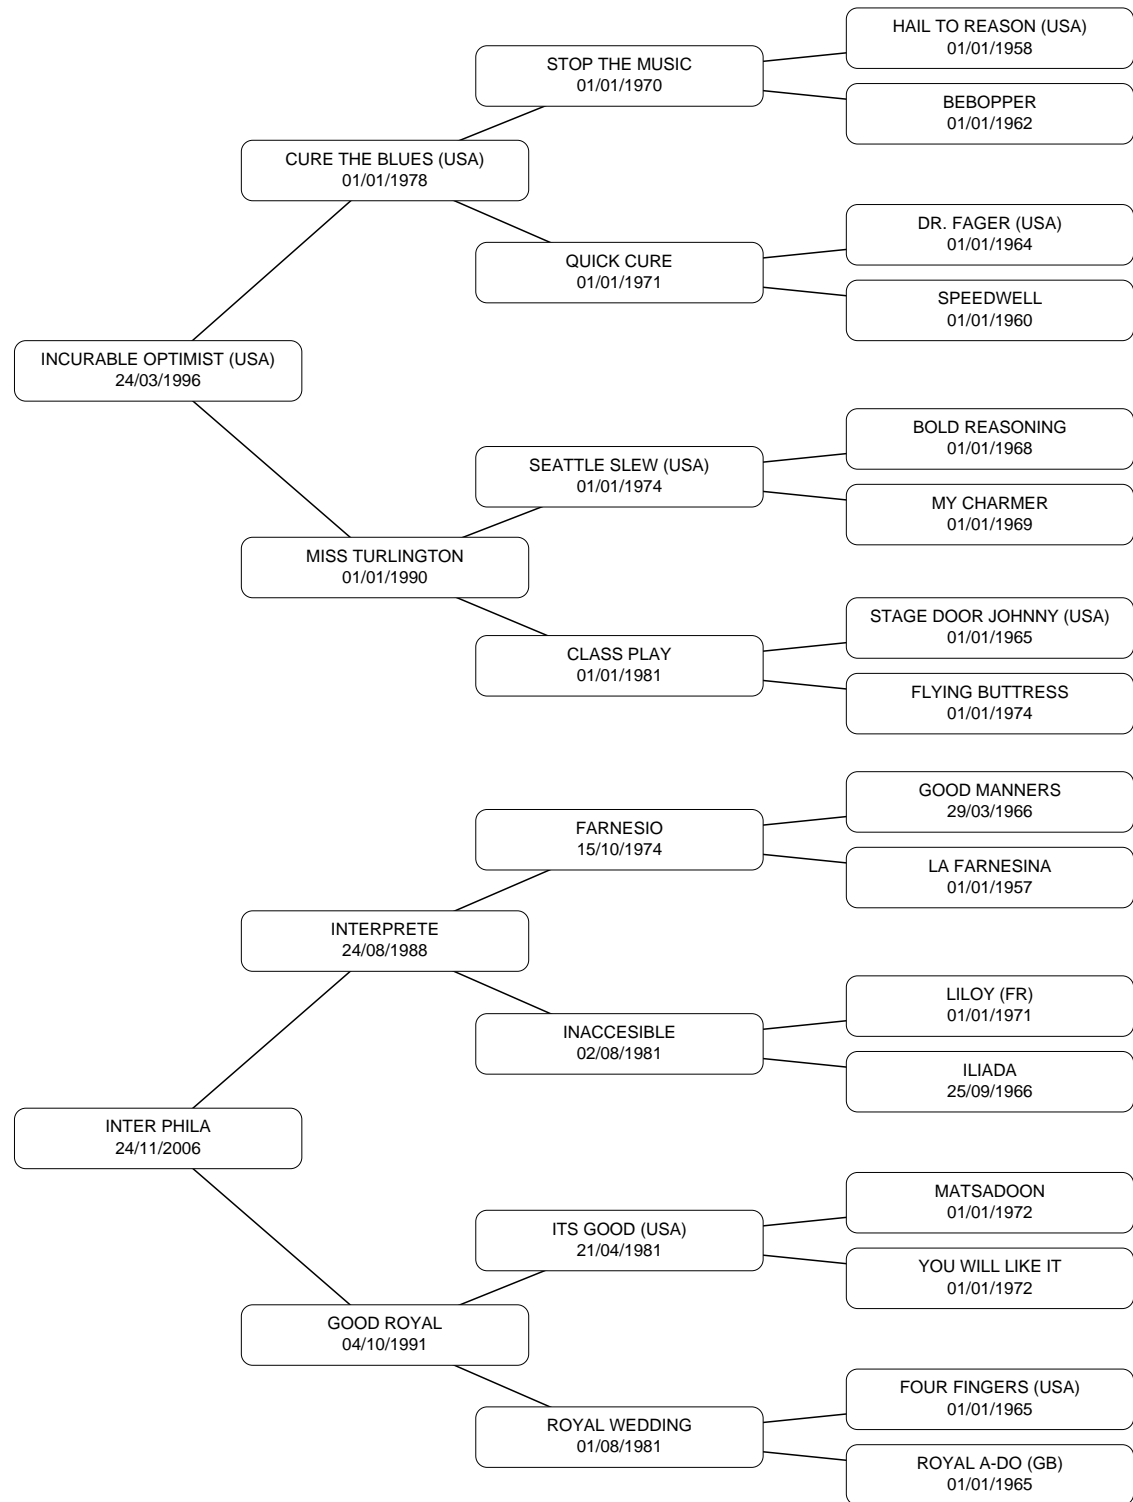 HAIL TO REASON (USA)
01/01/1958
STOP THE MUSIC
01/01/1970
BEBOPPER
01/01/1962
CURE THE BLUES (USA)
01/01/1978
DR. FAGER (USA)
01/01/1964
QUICK CURE
01/01/1971
SPEEDWELL
01/01/1960
INCURABLE OPTIMIST (USA)
24/03/1996
BOLD REASONING
01/01/1968
SEATTLE SLEW (USA)
01/01/1974
MY CHARMER
01/01/1969
MISS TURLINGTON
01/01/1990
STAGE DOOR JOHNNY (USA)
01/01/1965
CLASS PLAY
01/01/1981
FLYING BUTTRESS
01/01/1974
GOOD MANNERS
29/03/1966
FARNESIO
15/10/1974
LA FARNESINA
01/01/1957
INTERPRETE
24/08/1988
LILOY (FR)
01/01/1971
INACCESIBLE
02/08/1981
ILIADA
25/09/1966
INTER PHILA
24/11/2006
MATSADOON
01/01/1972
ITS GOOD (USA)
21/04/1981
YOU WILL LIKE IT
01/01/1972
GOOD ROYAL
04/10/1991
FOUR FINGERS (USA)
01/01/1965
ROYAL WEDDING
01/08/1981
ROYAL A-DO (GB)
01/01/1965